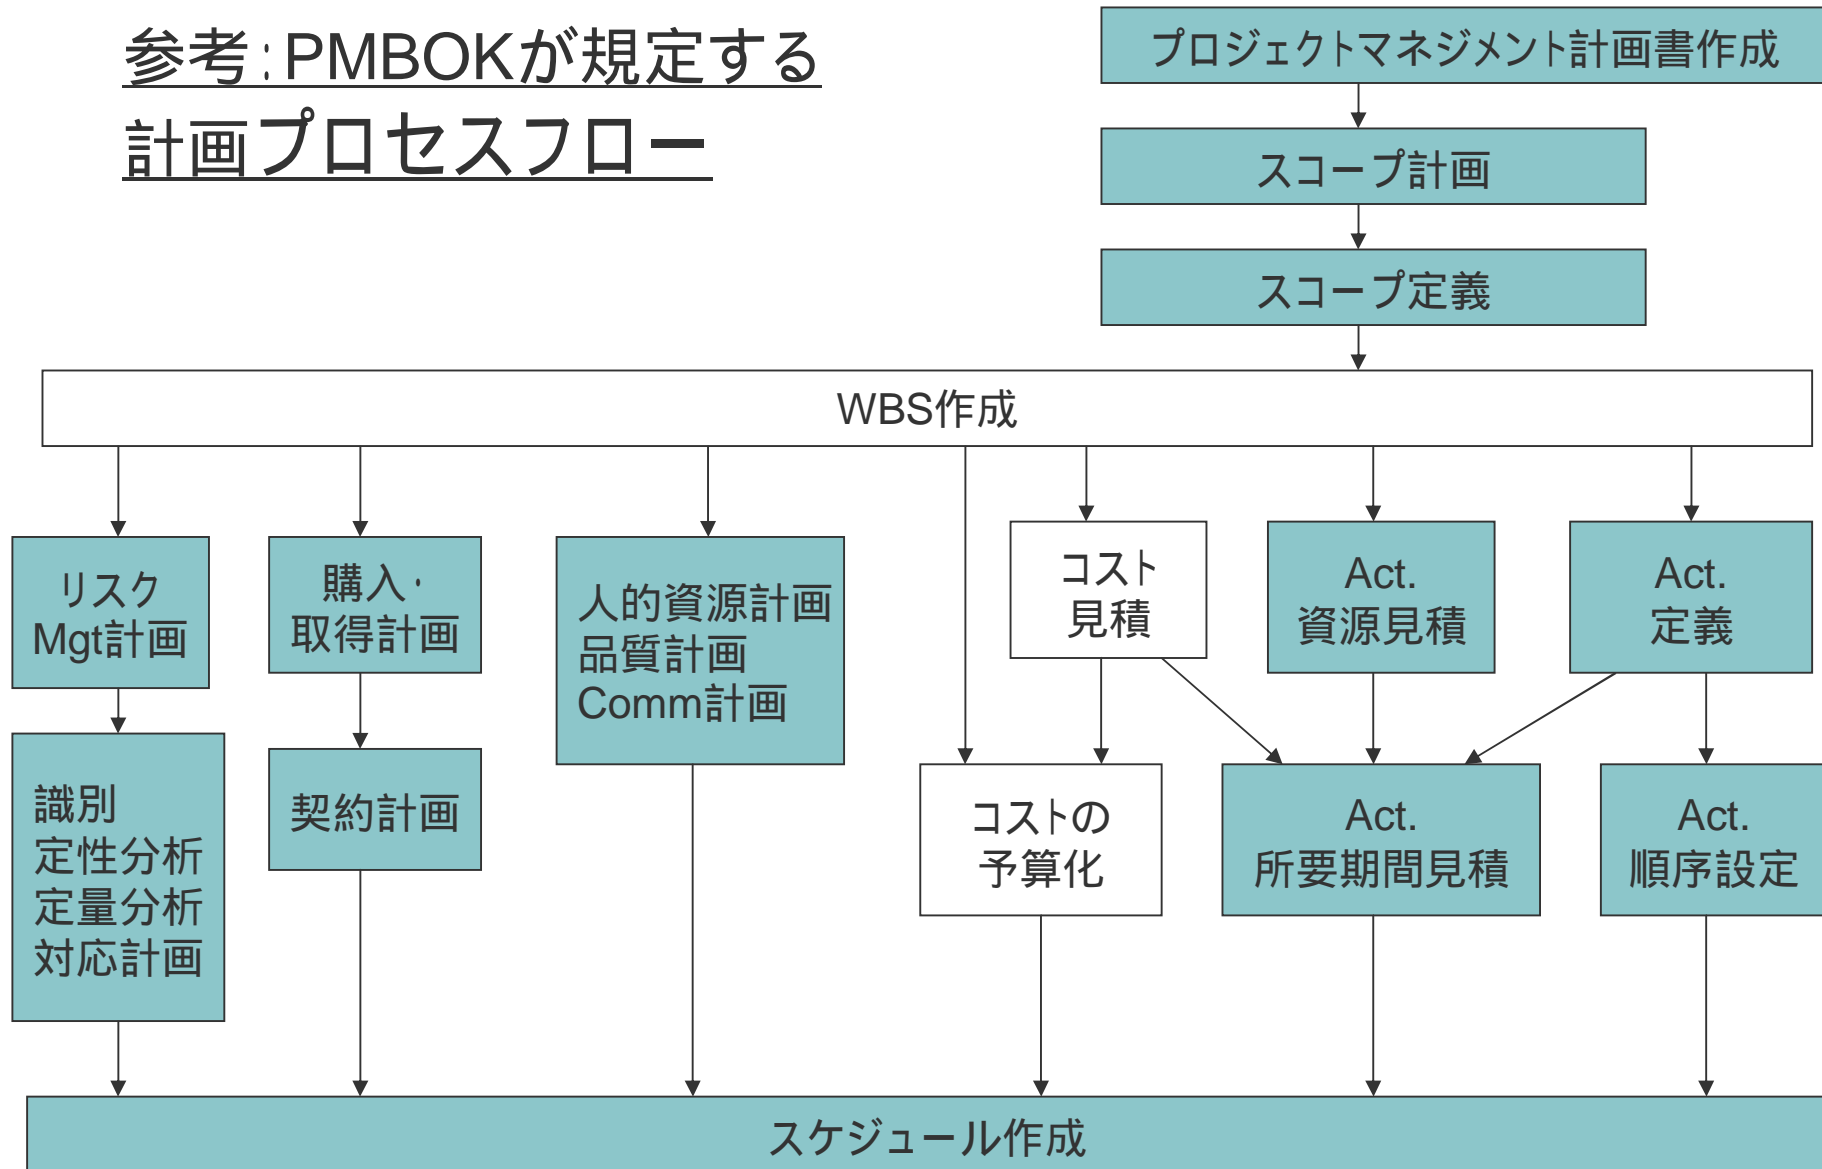 参考:PMBOKが規定する
計画プロセスフロー
プロジェクトマネジメント計画書作成
スコープ計画
スコープ定義
WBS作成
リスク
Mgt計画
購入・
取得計画
人的資源計画
品質計画
Comm計画
コスト
見積
Act.
資源見積
Act.
定義
識別
定性分析
定量分析
対応計画
契約計画
コストの
予算化
Act.
所要期間見積
Act.
順序設定
スケジュール作成